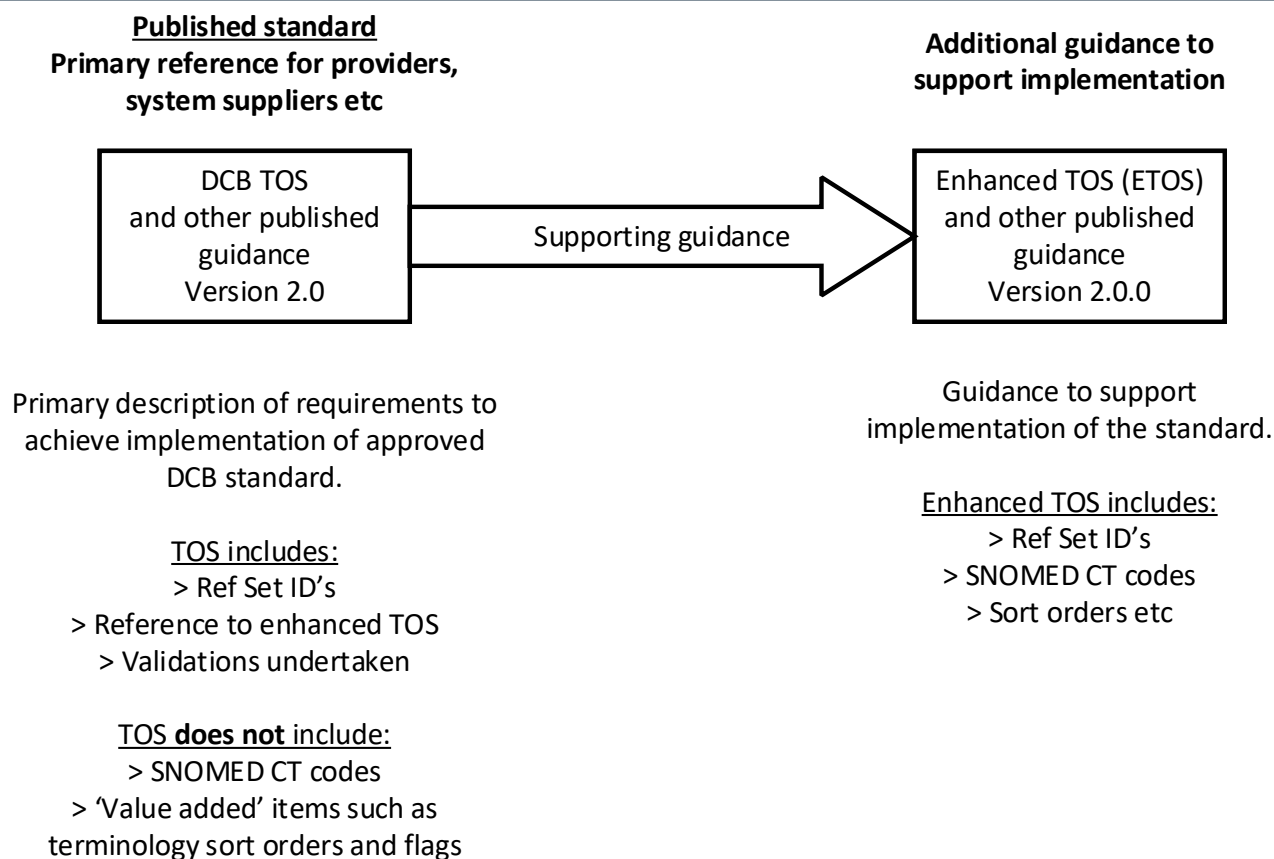 Published standard
Primary reference for providers,
system suppliers etc
DCB TOS
and other published
guidance
Version 2.0
Primary description of requirements to
achieve implementation of approved
DCB standard.
TOS includes:
> Ref Set ID’s
> Reference to enhanced TOS
> Validations undertaken
TOS does not include:
> SNOMED CT codes
> ‘Value added’ items such as
terminology sort orders and flags
Supporting guidance
Additional guidance to
support implementation
Enhanced TOS (ETOS)
and other published
guidance
Version 2.0.0
Guidance to support
implementation of the standard.
Enhanced TOS includes:
> Ref Set ID’s
> SNOMED CT codes
> Sort orders etc